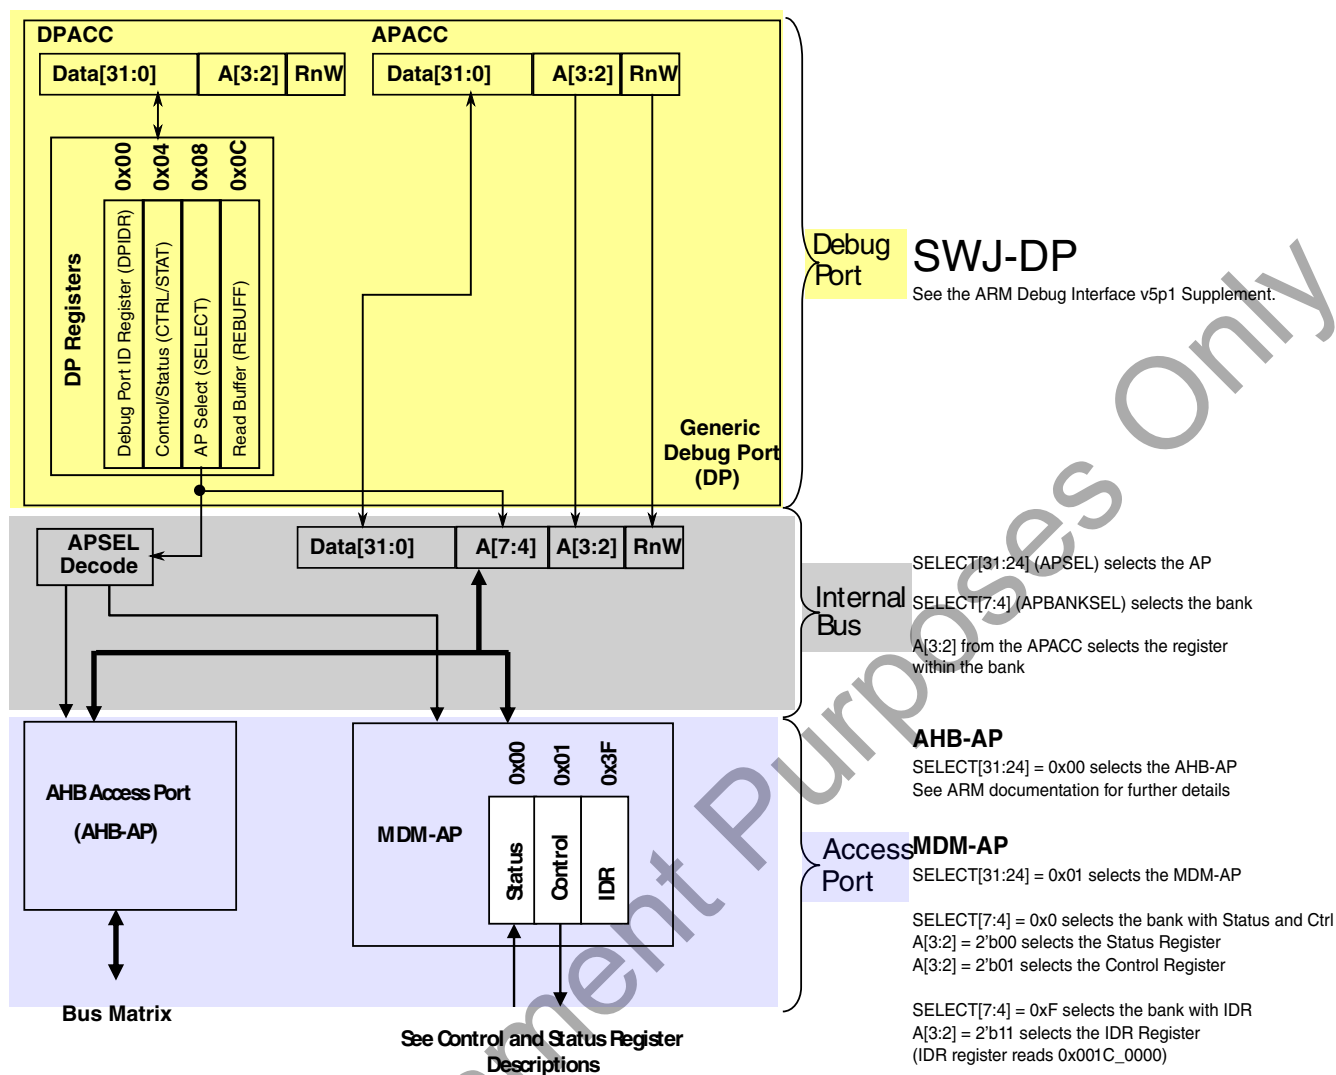 DPACC
APACC
Data[31:0] A[3:2] RnW
Data[31:0] A[3:2] RnW
0x00
0x04
0x08
0x0C
DP Registers
Debug Port ID Register (DPIDR)
Control/Status (CTRL/STAT)
AP Select (SELECT)
Read Buffer (REBUFF)
Generic
Debug Port
(DP)
Debug
Port
SWJ-DP
See the ARM Debug Interface v5p1 Supplement.
APSEL
Decode
Data[31:0] A[7:4] A[3:2] RnW
Internal
Bus
SELECT[31:24] (APSEL) selects the AP
SELECT[7:4] (APBANKSEL) selects the bank
A[3:2] from the APACC selects the register
within the bank
AHB Access Port
(AHB-AP)
Bus Matrix
MDM-AP
0x00
0x01
0x3F
Status
Control
IDR
See Control and Status Register
Descriptions
Access
Port
AHB-AP
SELECT[31:24] = 0x00 selects the AHB-AP
See ARM documentation for further details
MDM-AP
SELECT[31:24] = 0x01 selects the MDM-AP
SELECT[7:4] = 0x0 selects the bank with Status and Ctrl
A[3:2] = 2'b00 selects the Status Register
A[3:2] = 2'b01 selects the Control Register
SELECT[7:4] = 0xF selects the bank with IDR
A[3:2] = 2'b11 selects the IDR Register
(IDR register reads 0x001C_0000)
Purposes Only